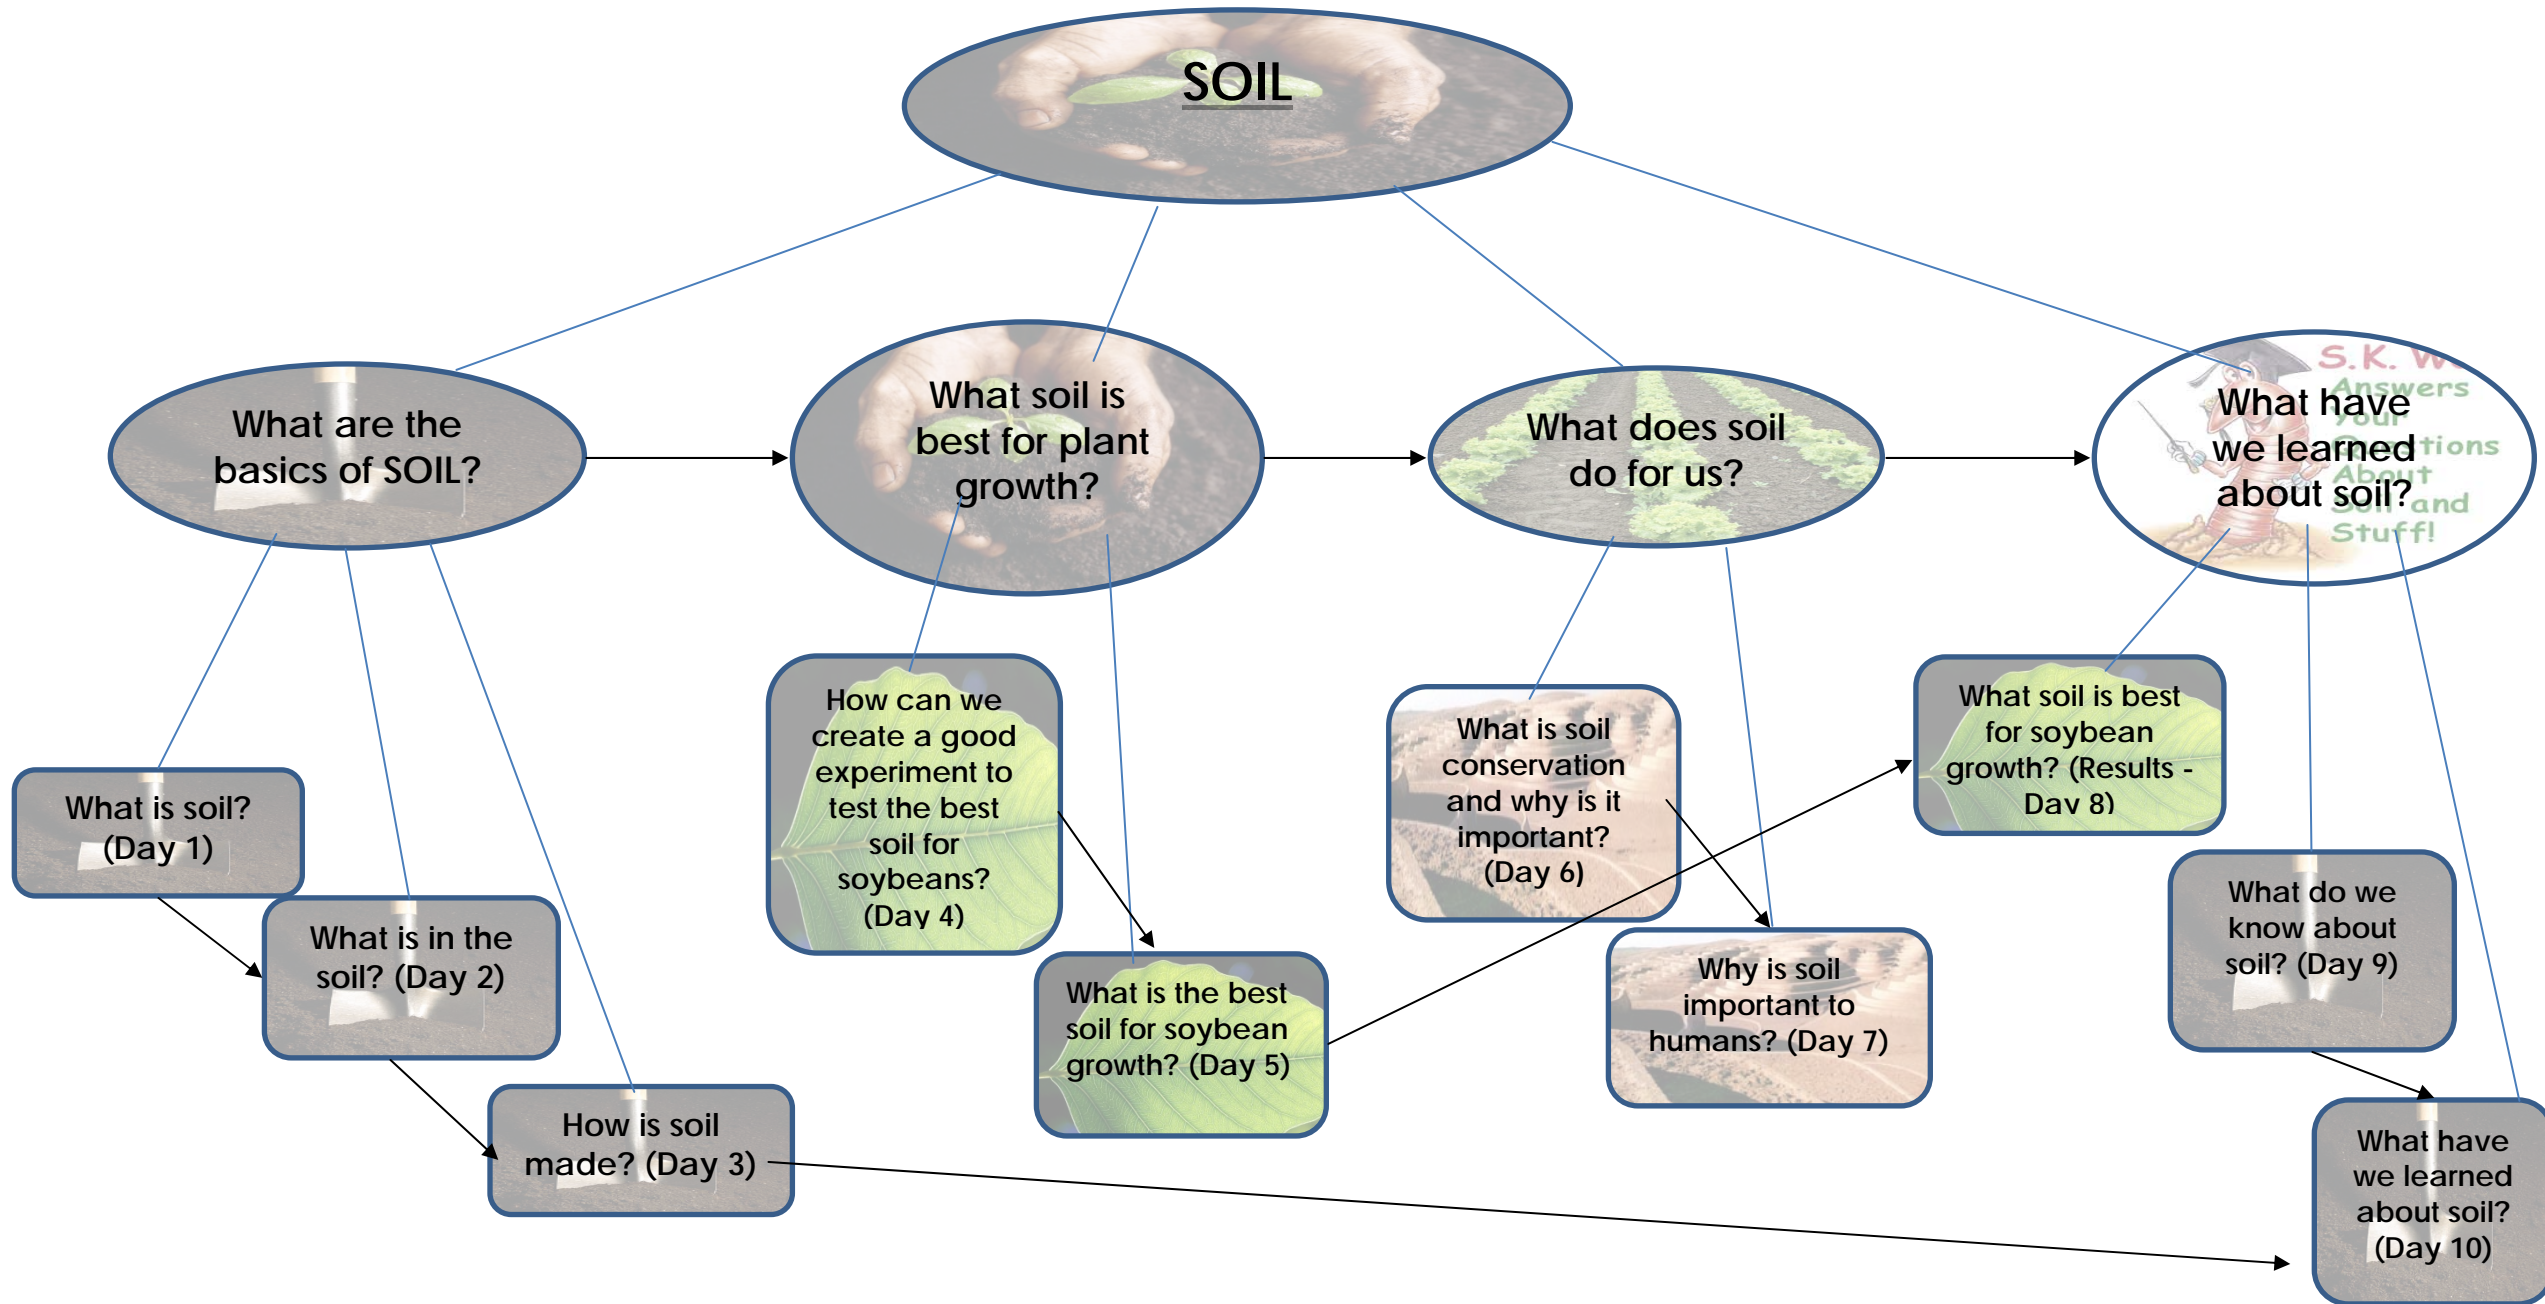 SOIL
What are the
basics of SOIL?
What soil is
best for plant
growth?
What does soil
do for us?
What have
we learned
about soil?
S.K.
Answers
Your
About
and
Stuff!
What is soil?
(Day 1)
What is in the
soil? (Day 2)
How is soil
made? (Day 3)
How can we
create a good
experiment to
test the best
soil for
soybeans?
(Day 4)
What is the best
soil for soybean
growth? (Day 5)
What is soil
conservation
and why is it
important?
(Day 6)
Why is soil
important to
humans? (Day 7)
What soil is best
for soybean
growth? (Results -
Day 8)
What do we
know about
soil? (Day 9)
What have
we learned
about soil?
(Day 10)